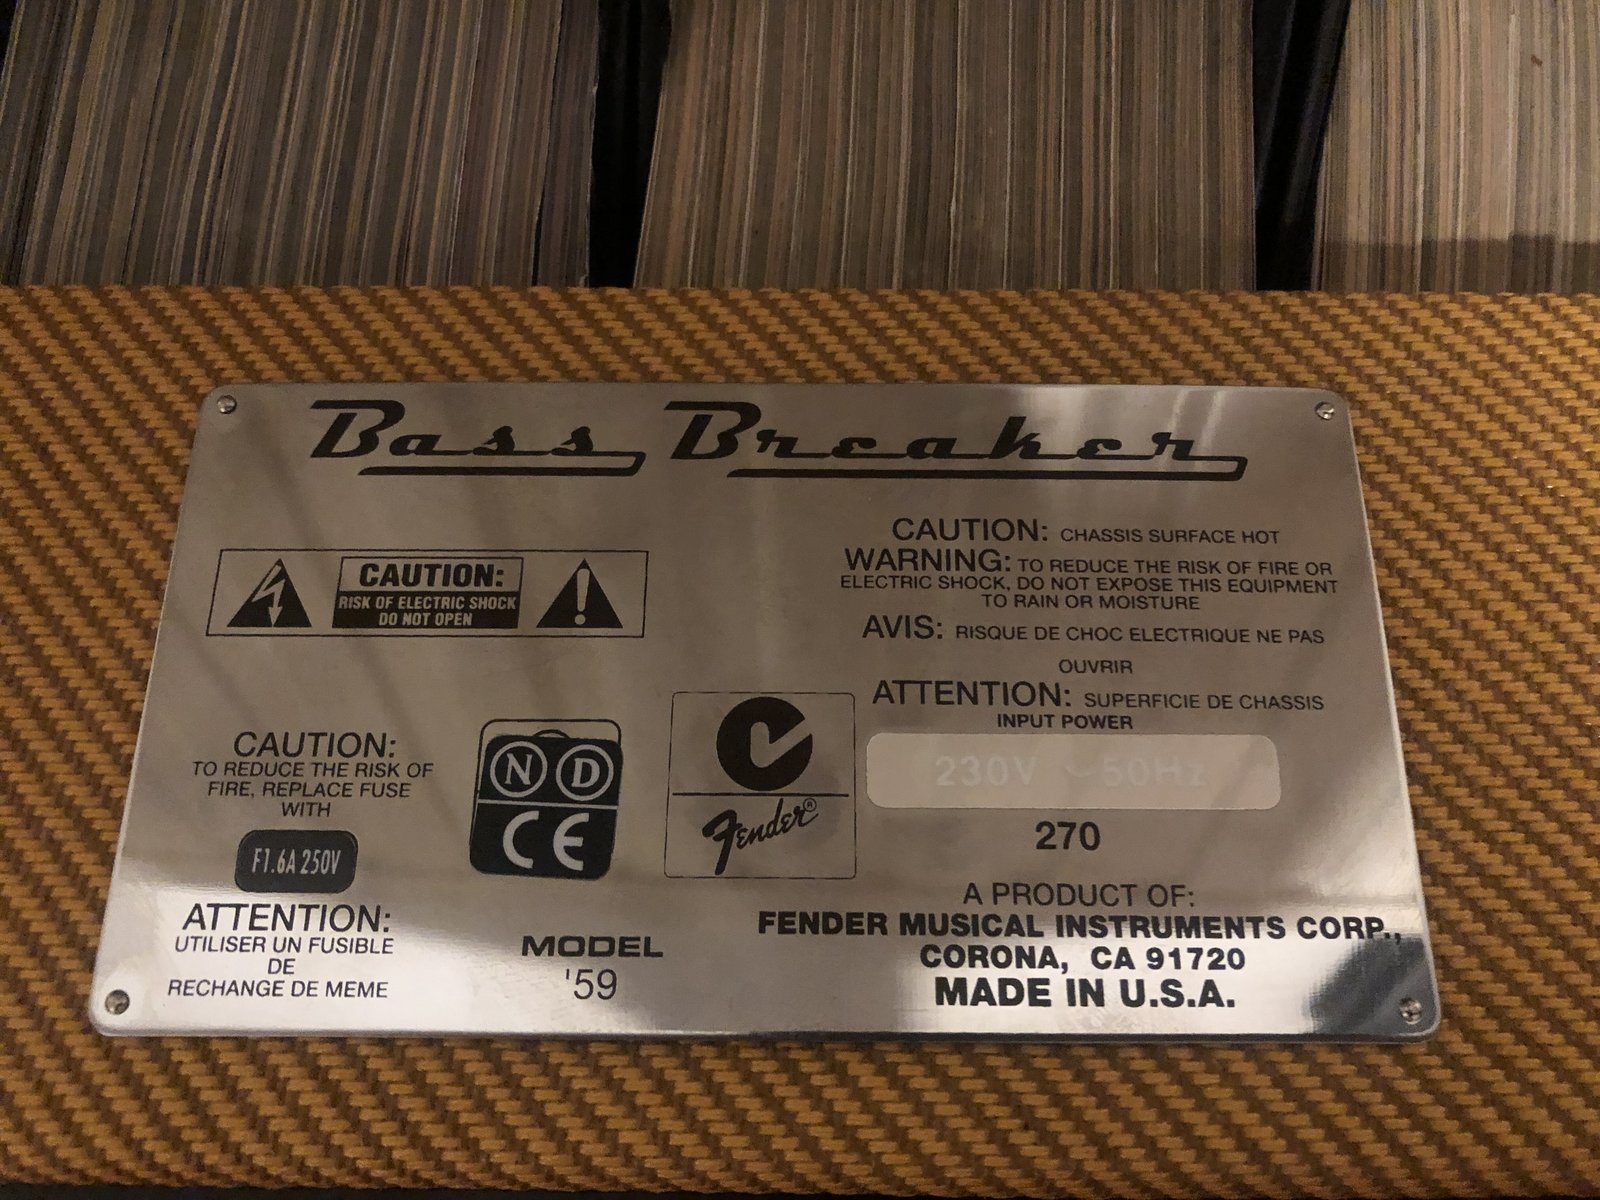 Bass Breaker
CAUTION:
RISK OF ELECTRIC SHOCK
DO NOT OPEN
CAUTION: CHASSIS SURFACE HOT
WARNING: TO REDUCE THE RISK OF FIRE OR
ELECTRIC SHOCK, DO NOT EXPOSE THIS EQUIPMENT
TO RAIN OR MOISTURE
AVIS: RISQUE DE CHOC ELECTRIQUE NE PAS
OUVRIR
ATTENTION: SUPERFICIE DE CHASSIS
INPUT POWER
230V ~ 50Hz
270
CAUTION:
TO REDUCE THE RISK OF
FIRE, REPLACE FUSE
WITH
F1.6A 250V
ATTENTION:
UTILISER UN FUSIBLE
DE
RECHANGE DE MEME
N D
CE
Fender®
MODEL
'59
A PRODUCT OF:
FENDER MUSICAL INSTRUMENTS CORP.,
CORONA, CA 91720
MADE IN U.S.A.